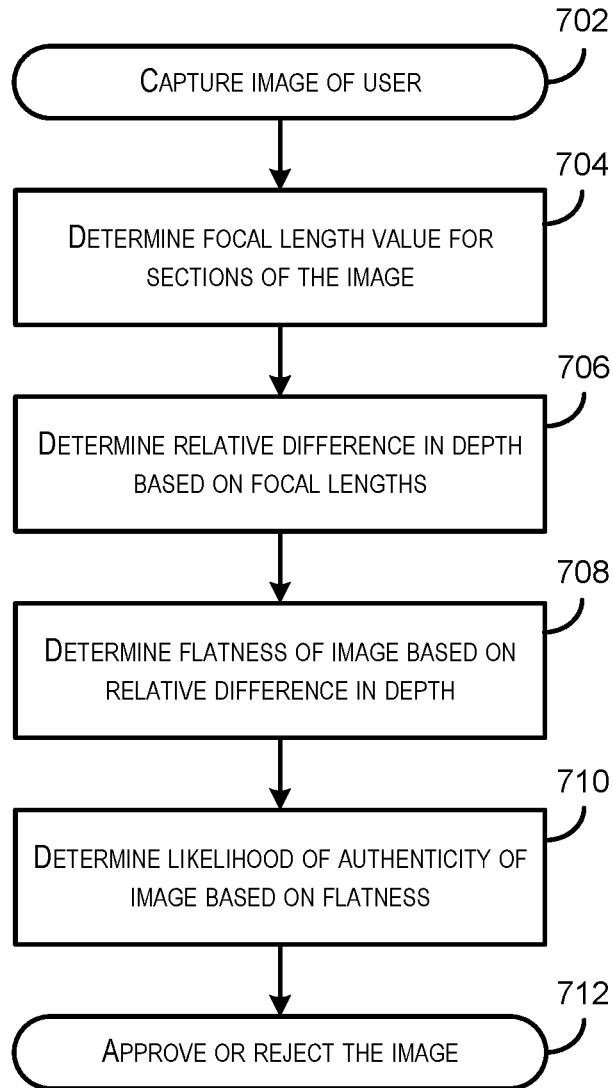 702
CAPTURE IMAGE OF USER
704
DETERMINE FOCAL LENGTH VALUE FOR
SECTIONS OF THE IMAGE
706
DETERMINE RELATIVE DIFFERENCE IN DEPTH
BASED ON FOCAL LENGTHS
708
DETERMINE FLATNESS OF IMAGE BASED ON
RELATIVE DIFFERENCE IN DEPTH
710
DETERMINE LIKELIHOOD OF AUTHENTICITY OF
IMAGE BASED ON FLATNESS
712
APPROVE OR REJECT THE IMAGE